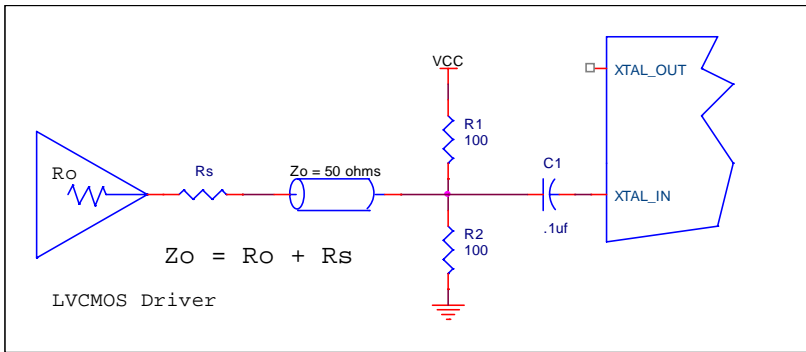 VCC
XTAL_OUT
R1
100
Ro
Rs
Zo = 50 ohms
C1
XTAL_IN
.1uf
R2
100
Zo = Ro + Rs
LVCMOS Driver